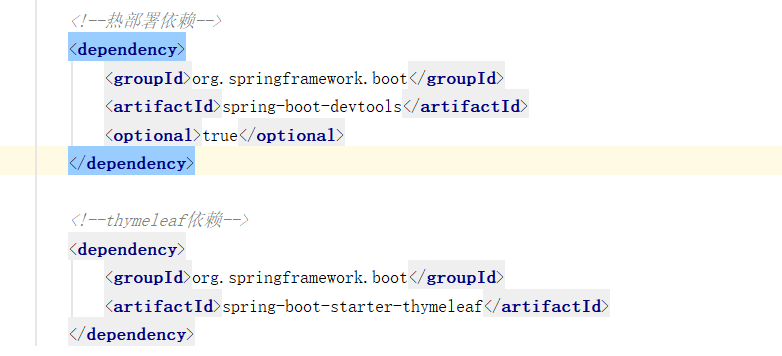 <!--热部署依赖-->
<dependency>
<groupId>org.springframework.boot</groupId>
<artifactId>spring-boot-devtools</artifactId>
<optional>true</optional>
</dependency>
<!--thymeleaf依赖-->
<dependency>
<groupId>org.springframework.boot</groupId>
<artifactId>spring-boot-starter-thymeleaf</artifactId>
</dependency>